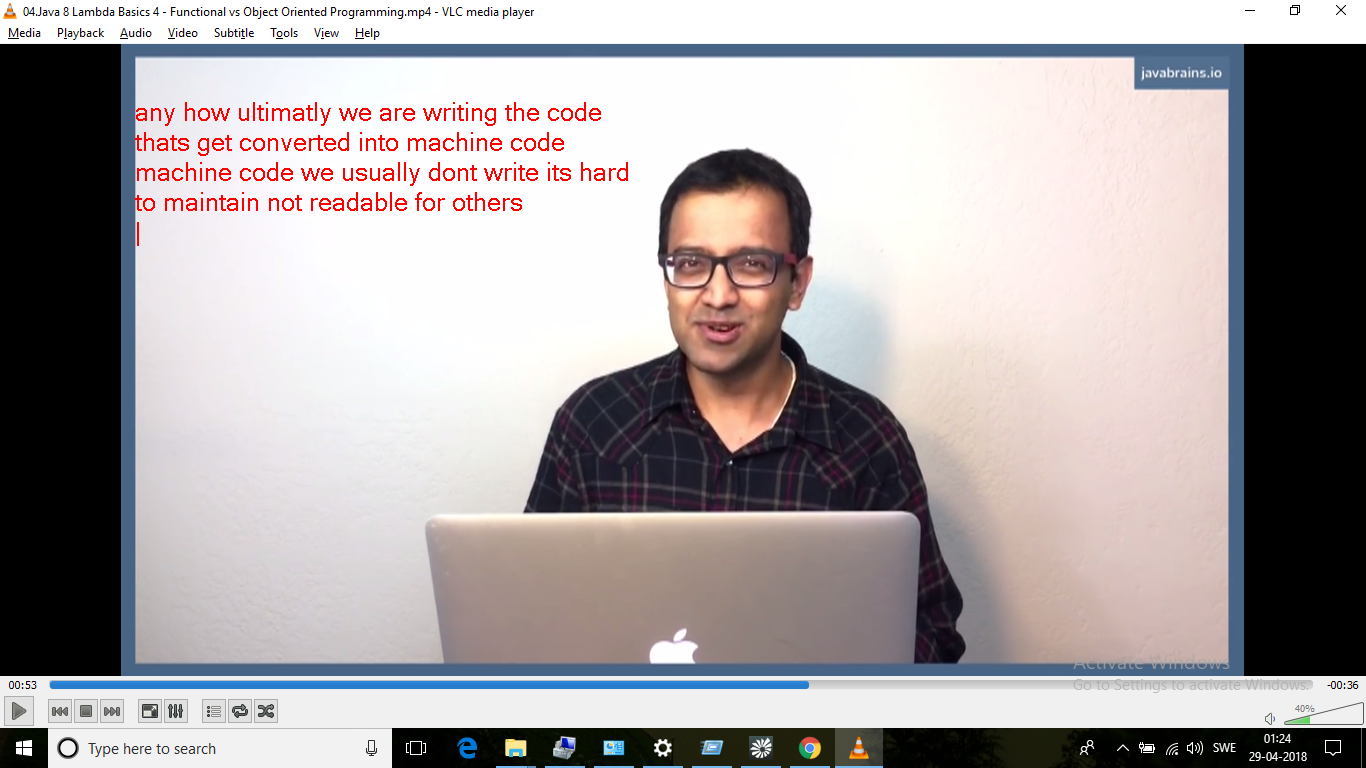 04.Java 8 Lambda Basics 4 - Functional vs Object Oriented Programming.mp4 - VLC media player
Media Playback Audio Video Subtitle Tools View Help
javabrains.io
any how ultimatly we are writing the code
thats get converted into machine code
machine code we usually dont write its hard
to maintain not readable for others
Activate Windows
Go to Settings to activate Windows.
00:53
-00:36
40%
Type here to search
SWE
01:24
29-04-2018